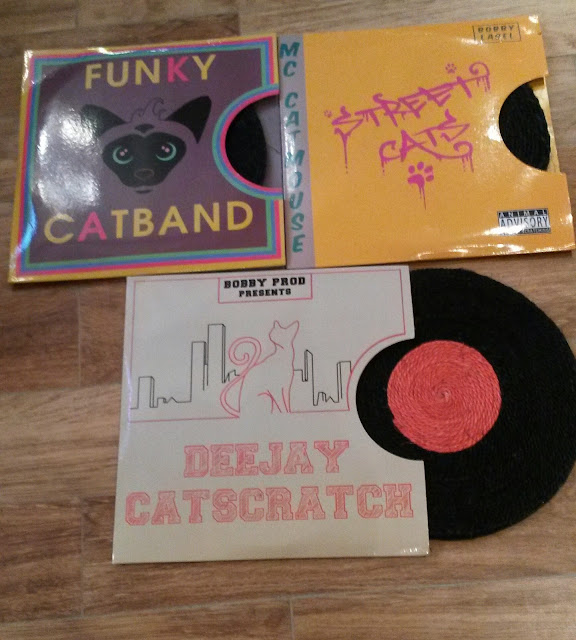 FUNKY
CATBAND
MC CATMOUSE
BOBBY
LABEL
STREET
CATS
ANIMAL
ADVISORY
BOBBY PROD
PRESENTS
DEEJAY
CATSCRATCH